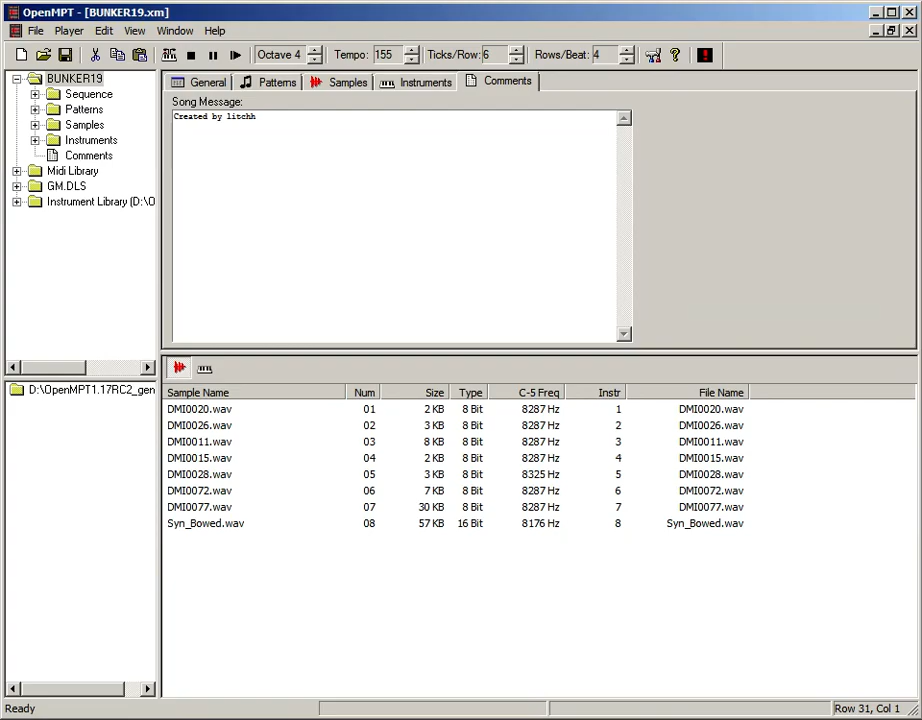 OpenMPT - [BUNKER19.xm]
File Player Edit View Window Help
Octave 4 Tempo: 155 Ticks/Row: 6 Rows/Beat: 4
BUNKER19
Sequence
Patterns
Samples
Instruments
Comments
Midi Library
GM.DLS
Instrument Library (D:\O
D:\OpenMPT1.17RC2_gen
General Patterns Samples Instruments Comments
Song Message:
Created by litchh
Sample Name Num Size Type C-5 Freq Instr File Name
DMI0020.wav 01 2 KB 8 Bit 8287 Hz 1 DMI0020.wav
DMI0026.wav 02 3 KB 8 Bit 8287 Hz 2 DMI0026.wav
DMI0011.wav 03 8 KB 8 Bit 8287 Hz 3 DMI0011.wav
DMI0015.wav 04 2 KB 8 Bit 8287 Hz 4 DMI0015.wav
DMI0028.wav 05 3 KB 8 Bit 8325 Hz 5 DMI0028.wav
DMI0072.wav 06 7 KB 8 Bit 8287 Hz 6 DMI0072.wav
DMI0077.wav 07 30 KB 8 Bit 8287 Hz 7 DMI0077.wav
Syn_Bowed.wav 08 57 KB 16 Bit 8176 Hz 8 Syn_Bowed.wav
Ready Row 31, Col 1